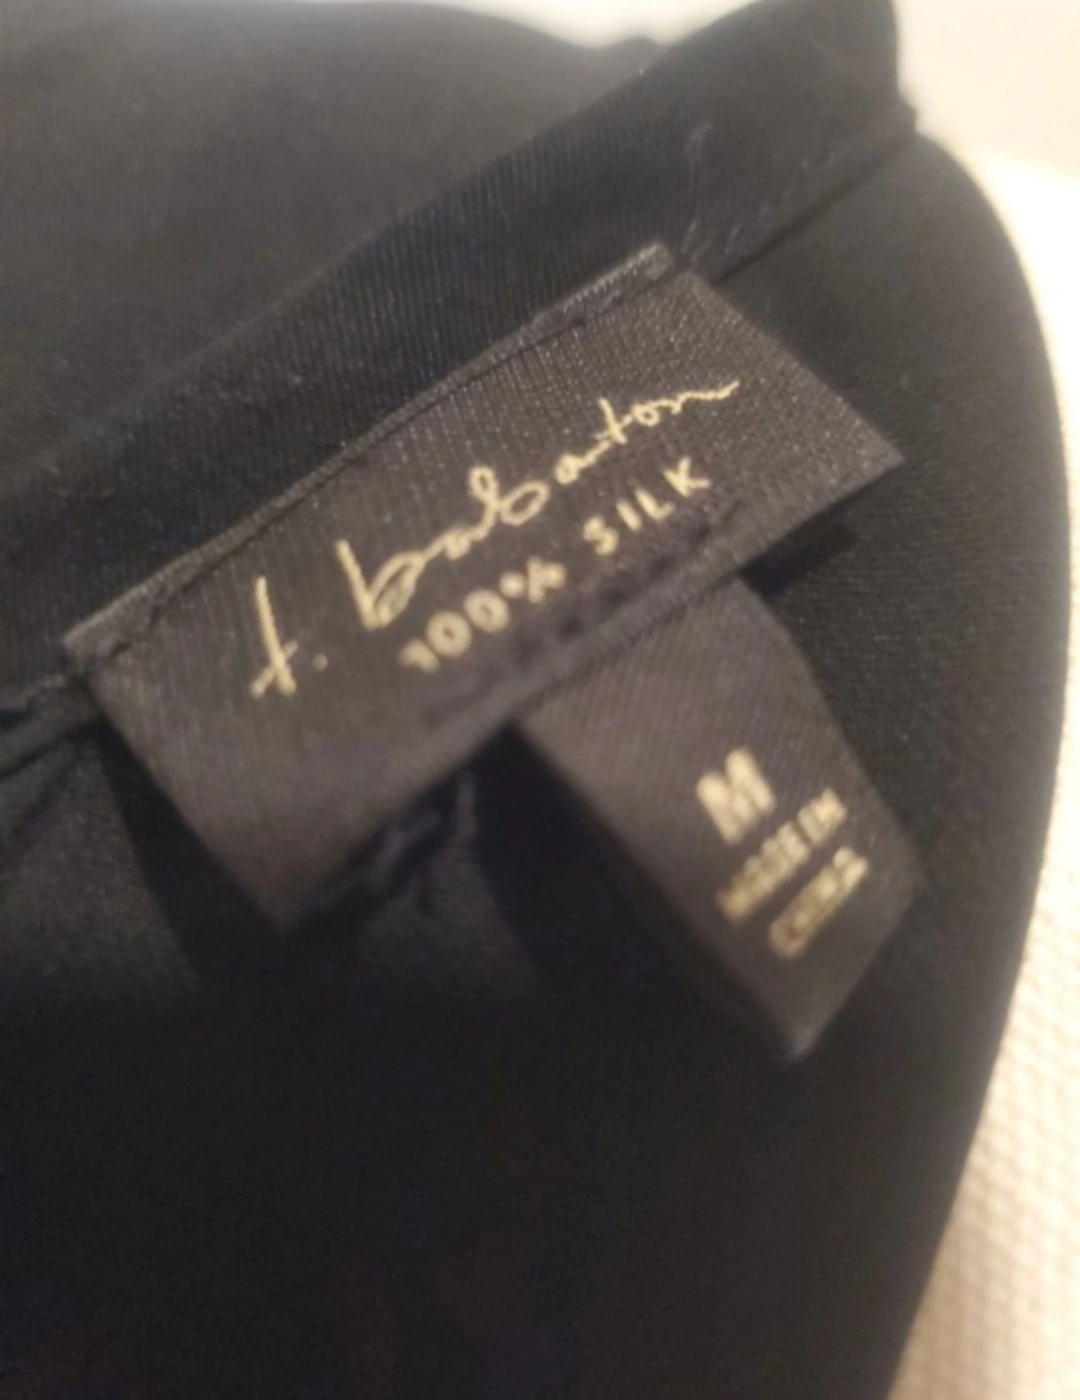 t. babaton
100% SILK
M
MADE IN
CHINA